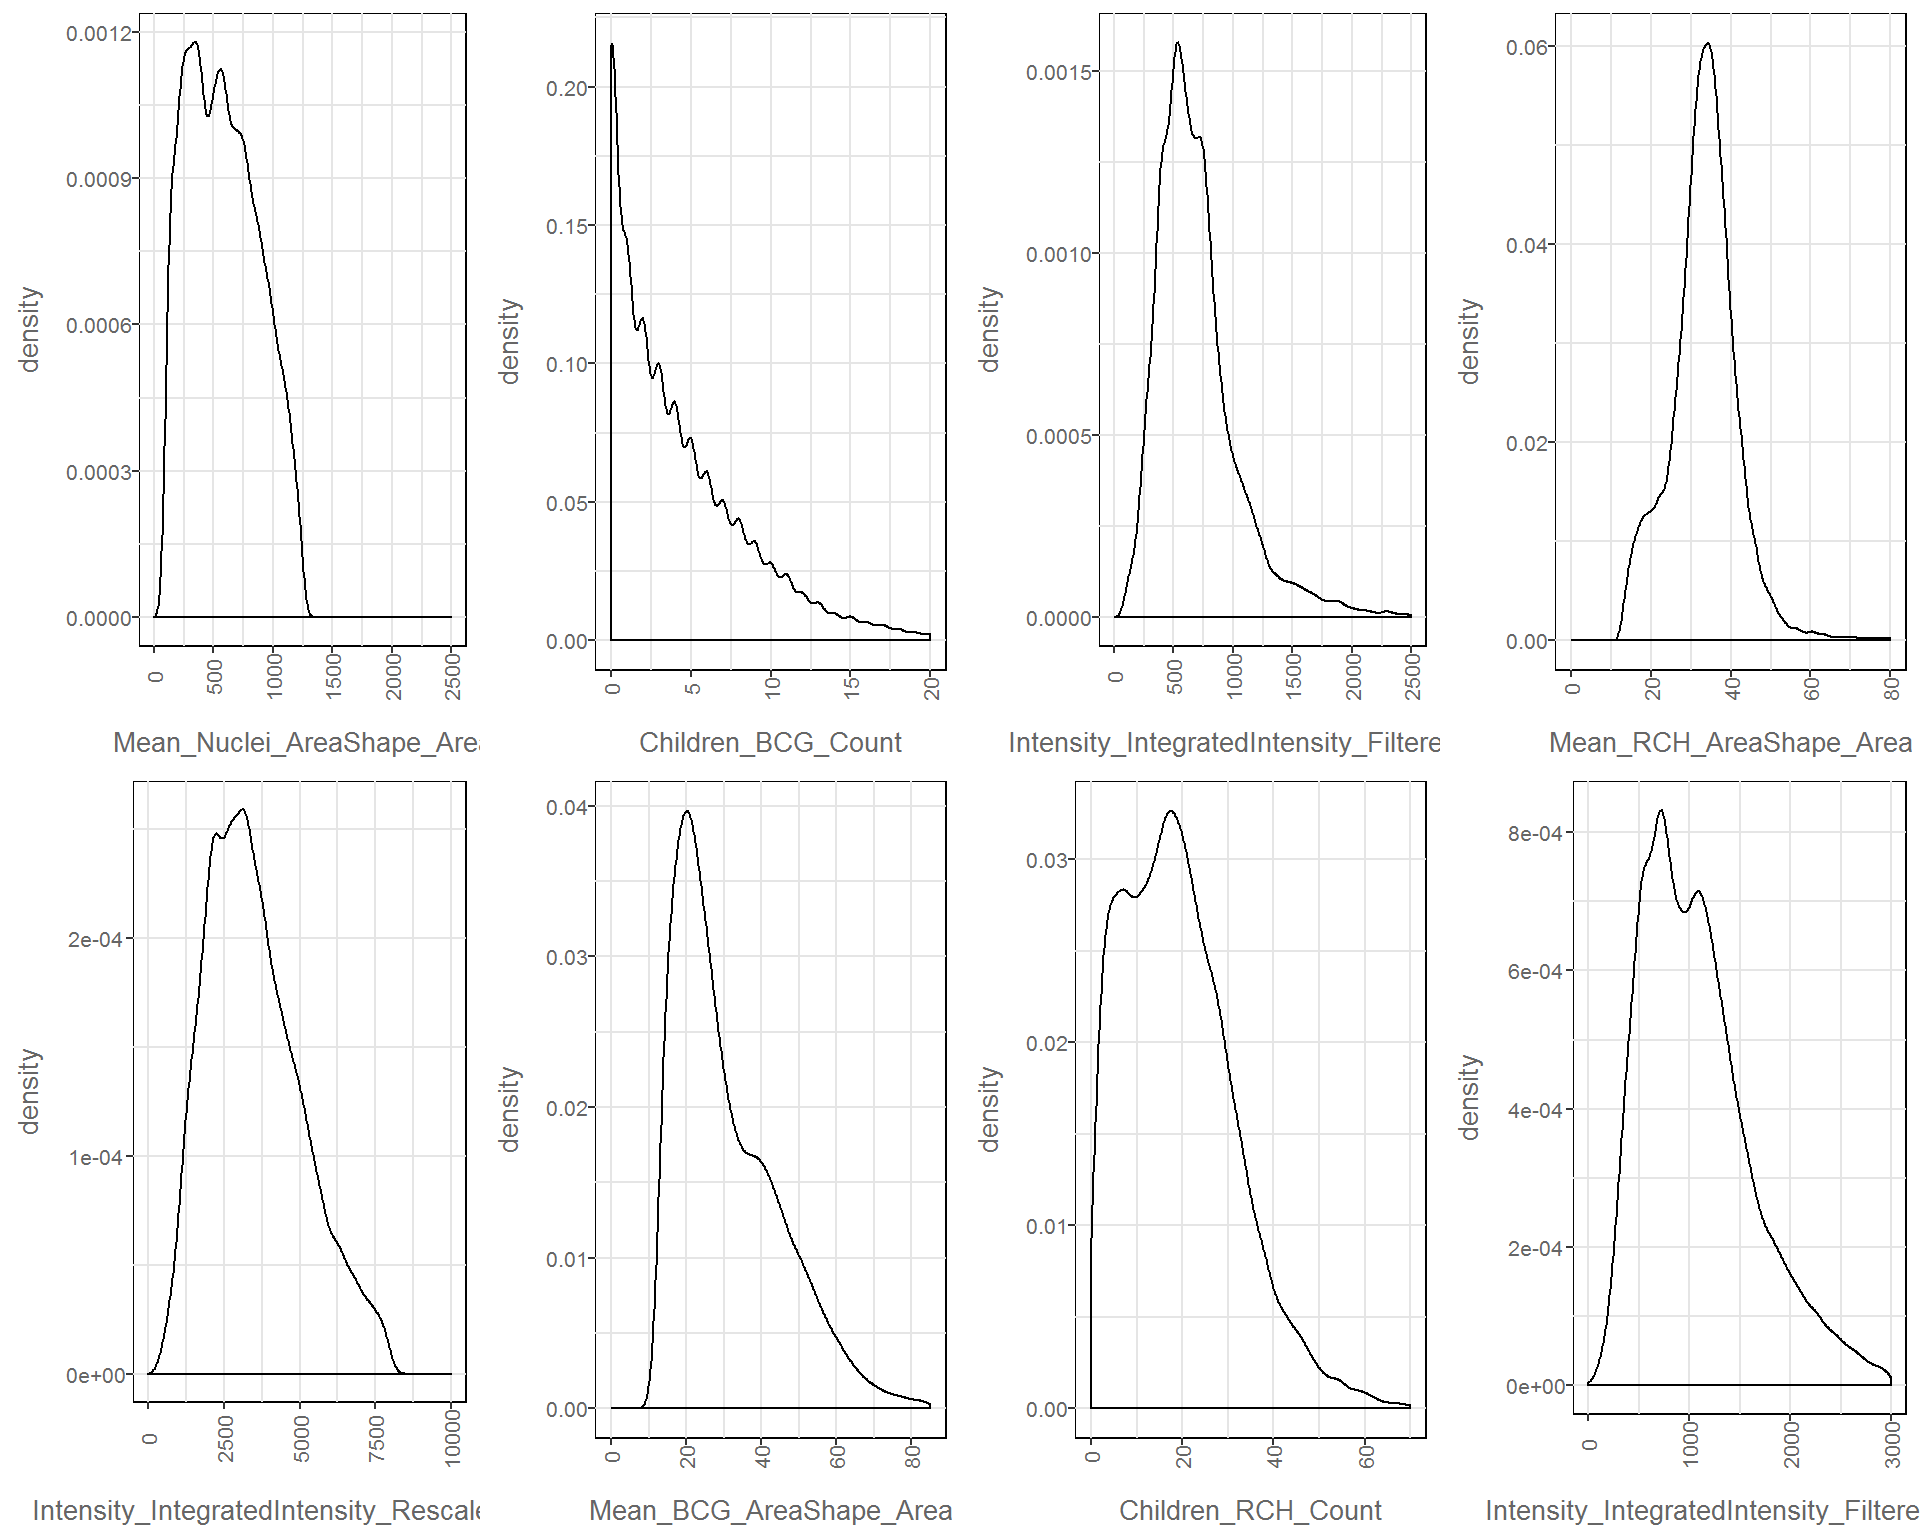 density
0.0012
0.0009
0.0006
0.0003
0.0000
0 500 1000 1500 2000 2500
Mean_Nuclei_AreaShape_Area
density
0.20
0.15
0.10
0.05
0.00
0 5 10 15 20
Children_BCG_Count
density
0.0015
0.0010
0.0005
0.0000
0 500 1000 1500 2000 2500
Intensity_IntegratedIntensity_Filtere
density
0.06
0.04
0.02
0.00
0 20 40 60 80
Mean_RCH_AreaShape_Area
density
2e-04
1e-04
0e+00
0 2500 5000 7500 10000
Intensity_IntegratedIntensity_Rescale
density
0.04
0.03
0.02
0.01
0.00
0 20 40 60 80
Mean_BCG_AreaShape_Area
density
0.03
0.02
0.01
0.00
0 20 40 60
Children_RCH_Count
density
8e-04
6e-04
4e-04
2e-04
0e+00
0 1000 2000 3000
Intensity_IntegratedIntensity_Filtere